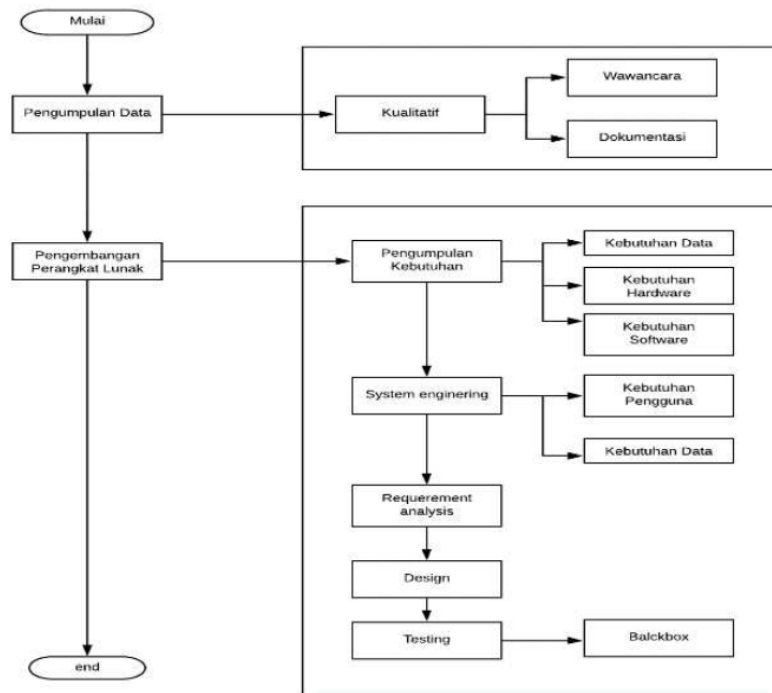 Mulai
Pengumpulan Data
Kualitatif
Wawancara
Dokumentasi
Pengembangan
Perangkat Lunak
Pengumpulan
Kebutuhan
Kebutuhan Data
Kebutuhan
Hardware
Kebutuhan
Software
System enginering
Kebutuhan
Pengguna
Kebutuhan Data
Requerement
analysis
Design
Testing
Balckbox
end